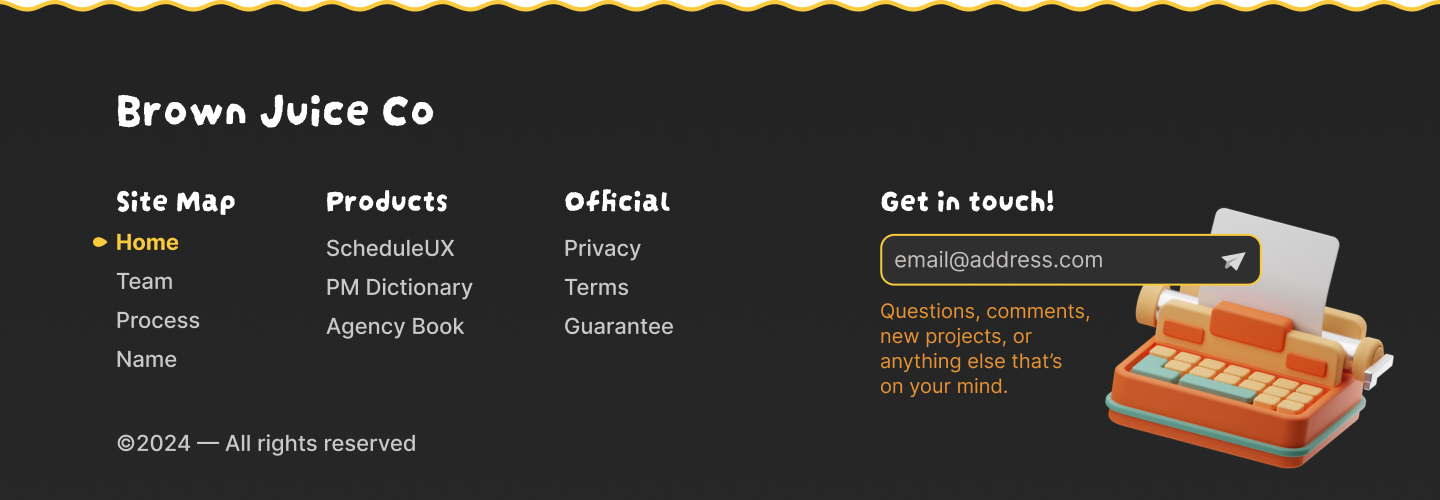 Brown Juice Co
Site Map
Home
Team
Process
Name
Products
ScheduleUX
PM Dictionary
Agency Book
Official
Privacy
Terms
Guarantee
Get in touch!
email@address.com
Questions, comments,
new projects, or
anything else that’s
on your mind.
©2024 — All rights reserved